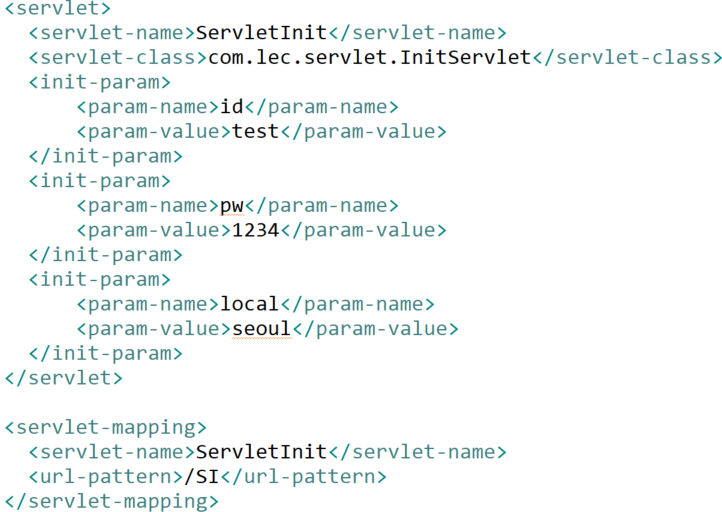 <servlet>
<servlet-name>ServletInit</servlet-name>
<servlet-class>com.lec.servlet.InitServlet</servlet-class>
<init-param>
<param-name>id</param-name>
<param-value>test</param-value>
</init-param>
<init-param>
<param-name>pw</param-name>
<param-value>1234</param-value>
</init-param>
<init-param>
<param-name>local</param-name>
<param-value>seoul</param-value>
</init-param>
</servlet>
<servlet-mapping>
<servlet-name>ServletInit</servlet-name>
<url-pattern>/SI</url-pattern>
</servlet-mapping>